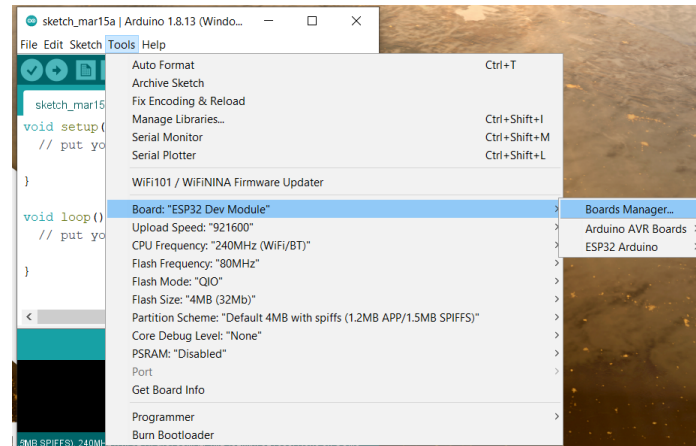 sketch_mar15a | Arduino 1.8.13 (Windo...
File Edit Sketch Tools Help
sketch_mar15
void setup(
// put yo
}
void loop()
// put yo
}
Auto Format Ctrl+T
Archive Sketch
Fix Encoding & Reload
Manage Libraries... Ctrl+Shift+I
Serial Monitor Ctrl+Shift+M
Serial Plotter Ctrl+Shift+L
WiFi101 / WiFiNINA Firmware Updater
Board: "ESP32 Dev Module"
Upload Speed: "921600"
CPU Frequency: "240MHz (WiFi/BT)"
Flash Frequency: "80MHz"
Flash Mode: "QIO"
Flash Size: "4MB (32Mb)"
Partition Scheme: "Default 4MB with spiffs (1.2MB APP/1.5MB SPIFFS)"
Core Debug Level: "None"
PSRAM: "Disabled"
Port
Get Board Info
Programmer
Burn Bootloader
Boards Manager...
Arduino AVR Boards
ESP32 Arduino
SPIFFS), 240MH